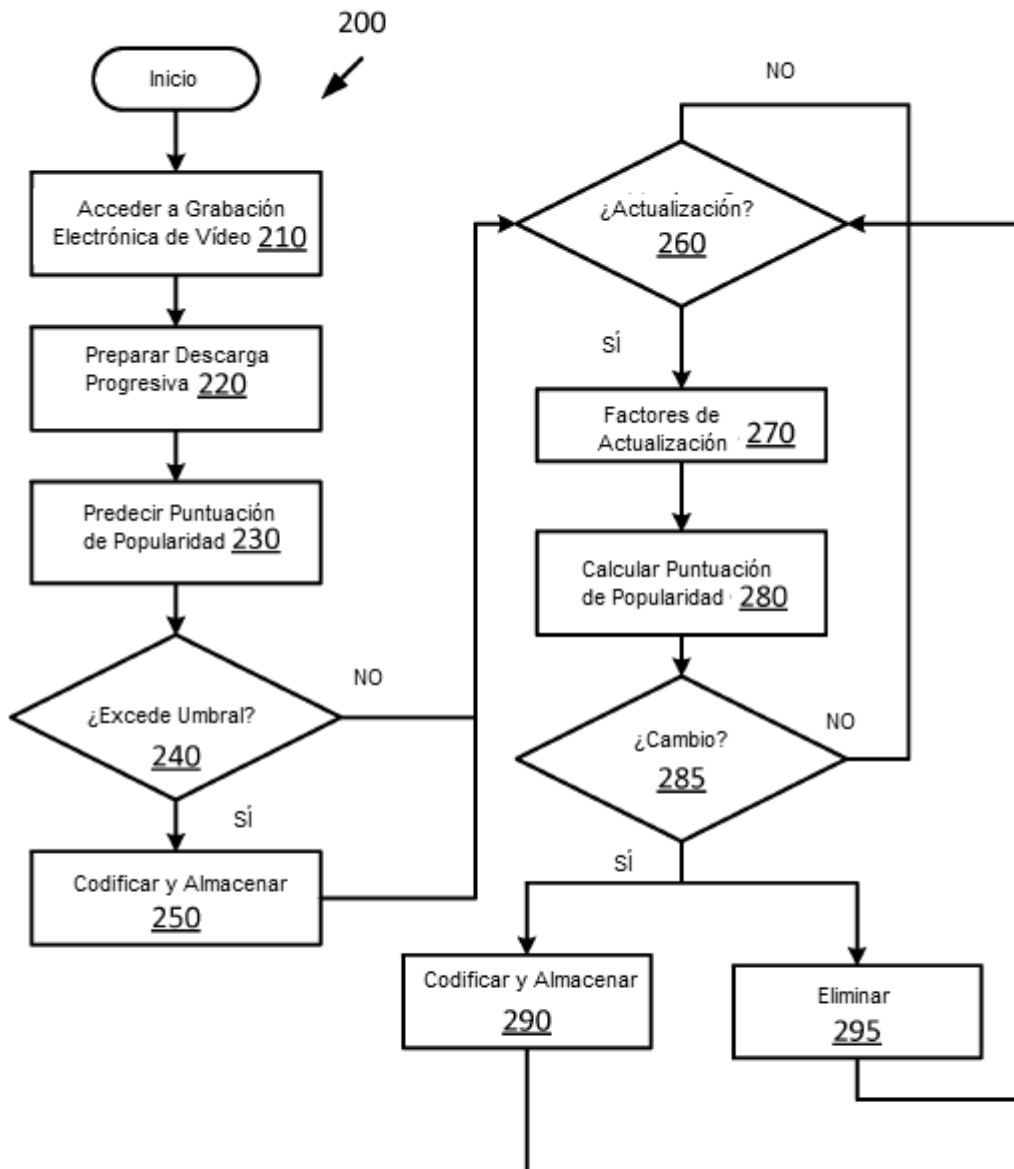 200
Inicio
Acceder a Grabación
Electrónica de Vídeo 210
Preparar Descarga
Progresiva 220
Predecir Puntuación
de Popularidad 230
¿Excede Umbral?
240
NO
SÍ
Codificar y Almacenar
250
NO
¿Actualización?
260
SÍ
Factores de
Actualización 270
Calcular Puntuación
de Popularidad 280
¿Cambio?
285
NO
SÍ
Codificar y Almacenar
290
Eliminar
295